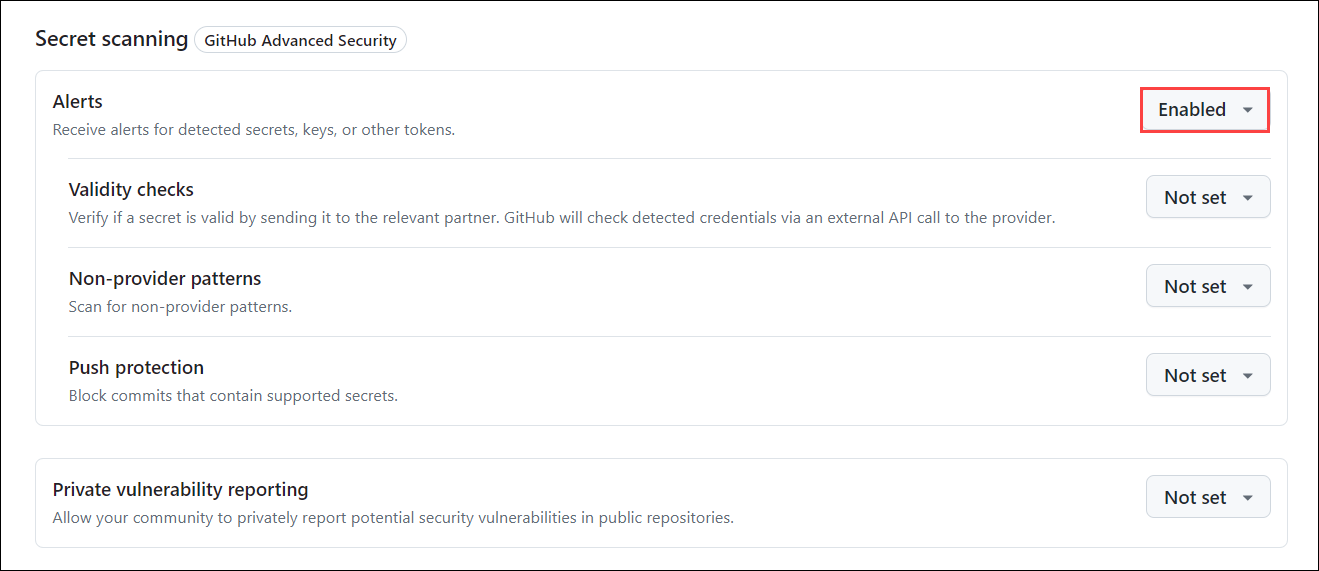 Secret scanning GitHub Advanced Security
Alerts
Enabled
Receive alerts for detected secrets, keys, or other tokens.
Validity checks
Not set
Verify if a secret is valid by sending it to the relevant partner. GitHub will check detected credentials via an external API call to the provider.
Non-provider patterns
Not set
Scan for non-provider patterns.
Push protection
Not set
Block commits that contain supported secrets.
Private vulnerability reporting
Not set
Allow your community to privately report potential security vulnerabilities in public repositories.